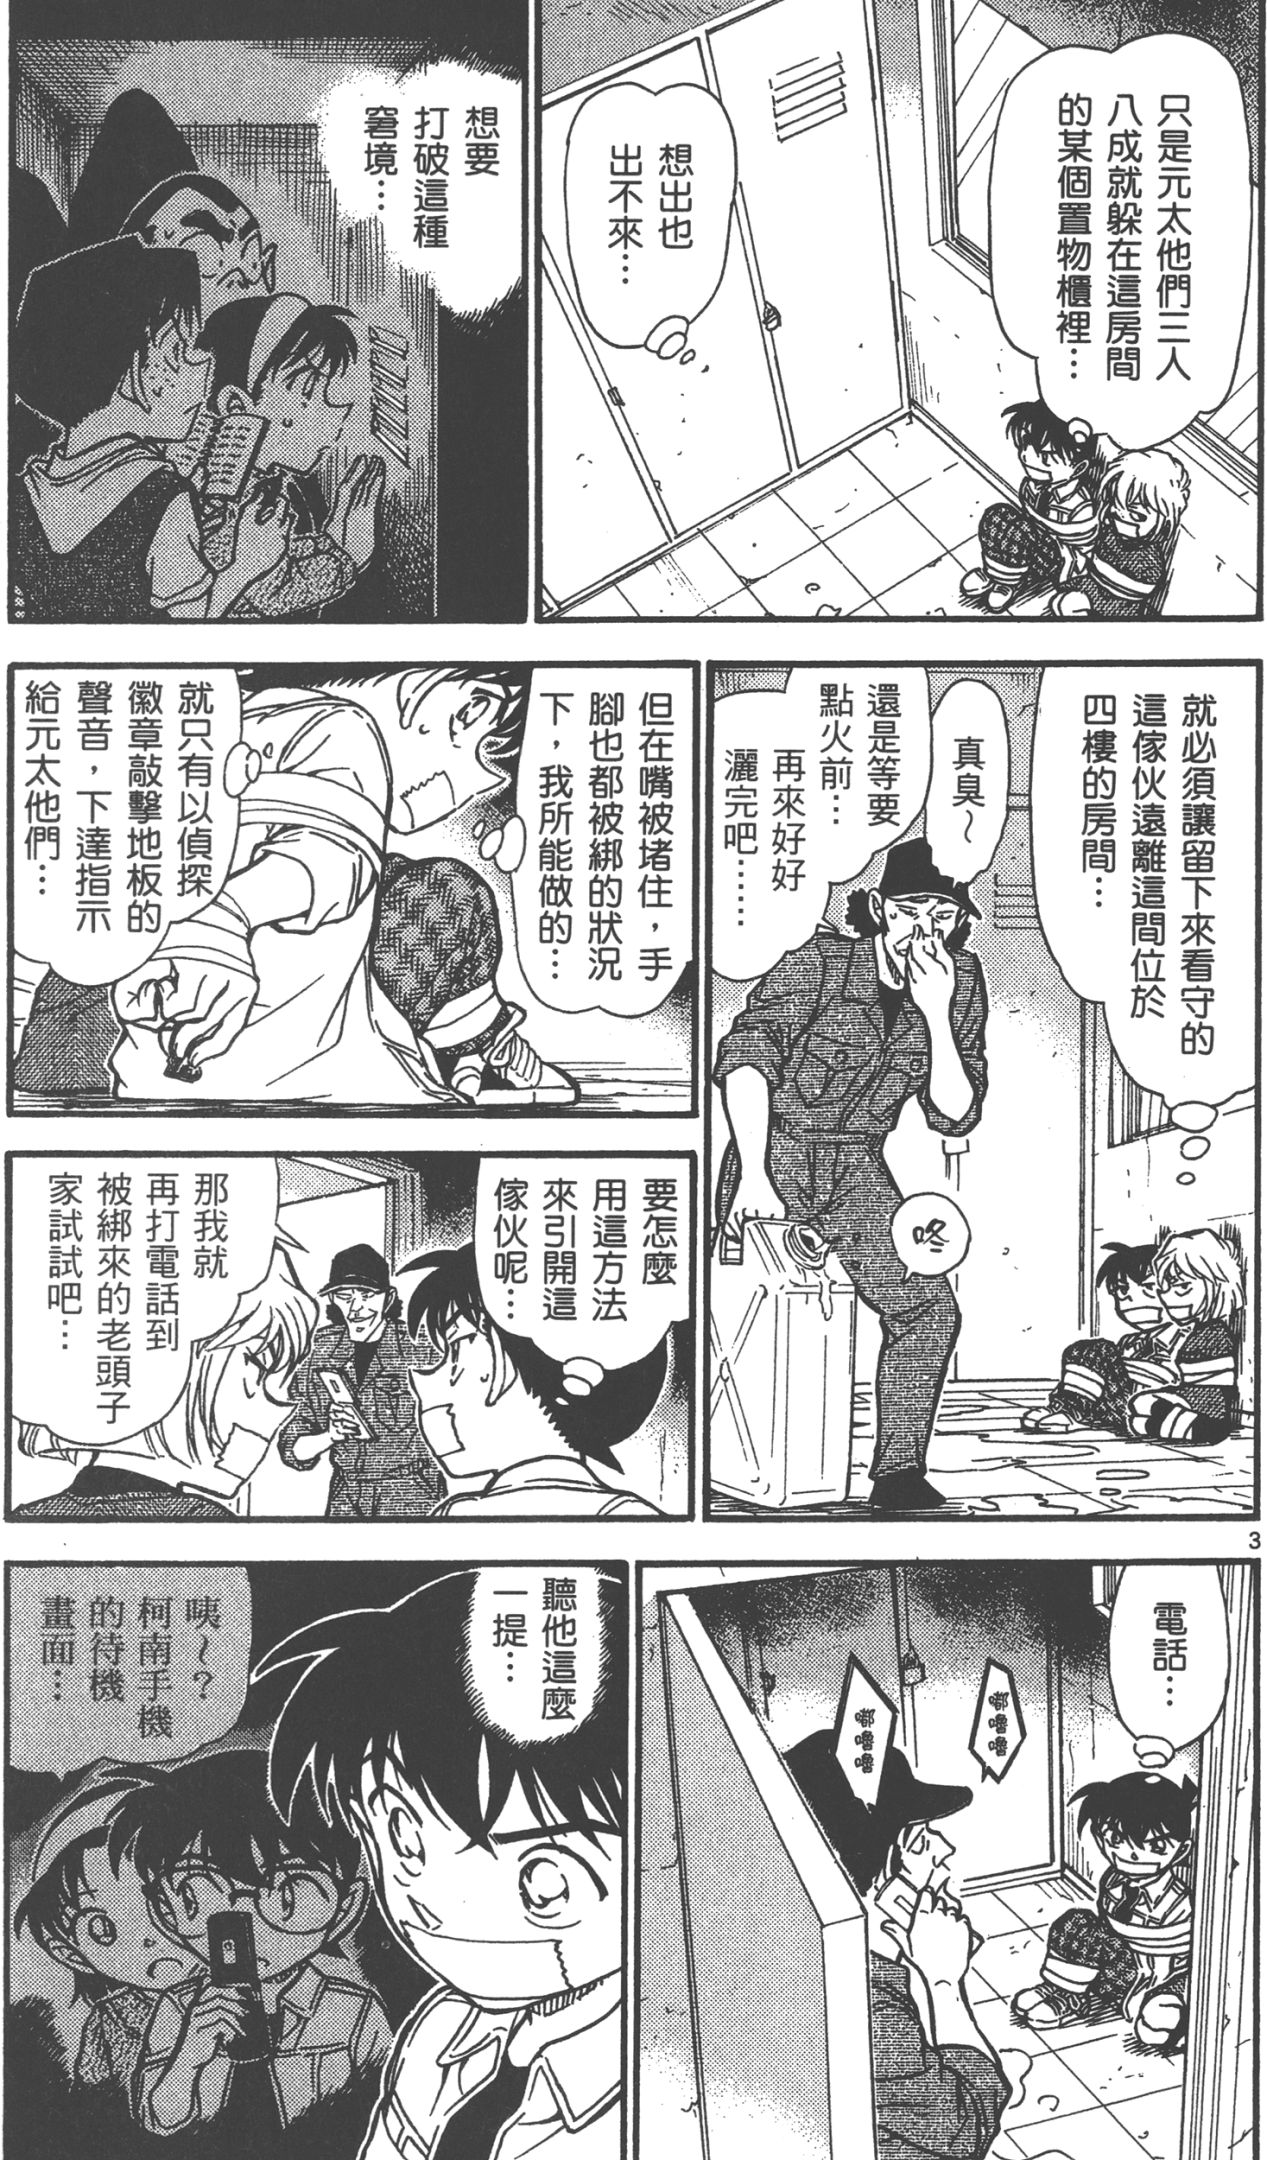 只是元太他們三人
八成就躲在這房間
的某個置物櫃裡…
想出也
出不來…
想要
打破這種
窘境…
就必須讓留下來看守的
這傢伙遠離這間位於
四樓的房間…
真臭～
還是等要
點火前…
再來好好
灑完吧……
咚
但在嘴被堵住，手
腳也都被綁的狀況
下，我所能做的…
就只有以偵探
徽章敲擊地板的
聲音，下達指示
給元太他們…
要怎麼
用這方法
來引開這
傢伙呢…
那我就
再打電話到
被綁來的老頭子
家試試吧…
3
電話…
嘟嚕嚕
嘟嚕嚕
聽他這麼
一提…
咦～？
柯南手機
的待機
畫面…